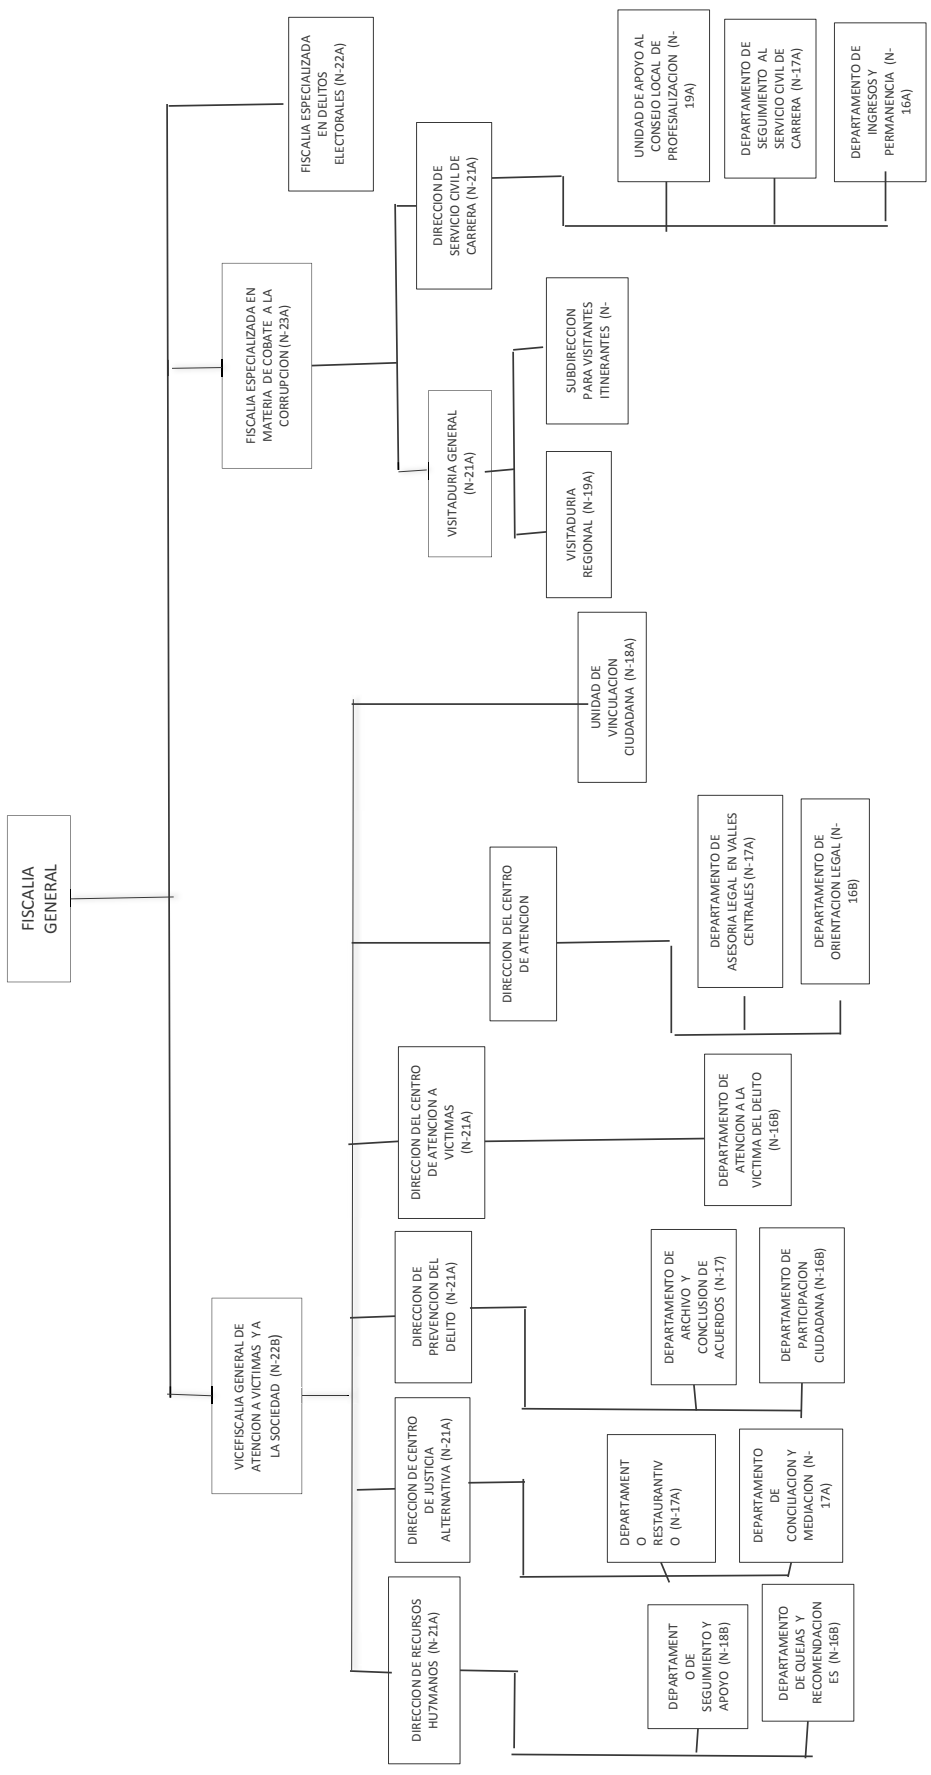 FISCALIA
GENERAL
VICEFISCALIA GENERAL DE
ATENCION A VICTIMAS Y A
LA SOCIEDAD (N-22B)
FISCALIA ESPECIALIZADA EN
MATERIA DE COBATE A LA
CORRUPCION (N-23A)
FISCALIA ESPECIALIZADA
EN DELITOS
ELECTORALES (N-22A)
DIRECCION DE RECURSOS
HU7MANOS (N-21A)
DIRECCION DE CENTRO
DE JUSTICIA
ALTERNATIVA (N-21A)
DIRECCION DE
PREVENCION DEL
DELITO (N-21A)
DIRECCION DEL CENTRO
DE ATENCION A
VICTIMAS
(N-21A)
DIRECCION DEL CENTRO
DE ATENCION
UNIDAD DE
VINCULACION
CIUDADANA (N-18A)
VISITADURIA GENERAL
(N-21A)
DIRECCION DE
SERVICIO CIVIL DE
CARRERA (N-21A)
VISITADURIA
REGIONAL (N-19A)
SUBDIRECCION
PARA VISITANTES
ITINERANTES (N-
UNIDAD DE APOYO AL
CONSEJO LOCAL DE
PROFESIALIZACION (N-
19A)
DEPARTAMENTO DE
SEGUIMIENTO AL
SERVICIO CIVIL DE
CARRERA (N-17A)
DEPARTAMENTO DE
INGRESOS Y
PERMANENCIA (N-
16A)
DEPARTAMENT
O DE
SEGUIMIENTO Y
APOYO (N-18B)
DEPARTAMENTO
DE QUEJAS Y
RECOMENDACION
ES (N-16B)
DEPARTAMENT
O
RESTAURANTIV
O (N-17A)
DEPARTAMENTO
DE
CONCILIACION Y
MEDIACION (N-
17A)
DEPARTAMENTO DE
ARCHIVO Y
CONCLUSION DE
ACUERDOS (N-17)
DEPARTAMENTO DE
PARTICIPACION
CIUDADANA (N-16B)
DEPARTAMENTO DE
ATENCION A LA
VICTIMA DEL DELITO
(N-16B)
DEPARTAMENTO DE
ASESORIA LEGAL EN VALLES
CENTRALES (N-17A)
DEPARTAMENTO DE
ORIENTACION LEGAL (N-
16B)